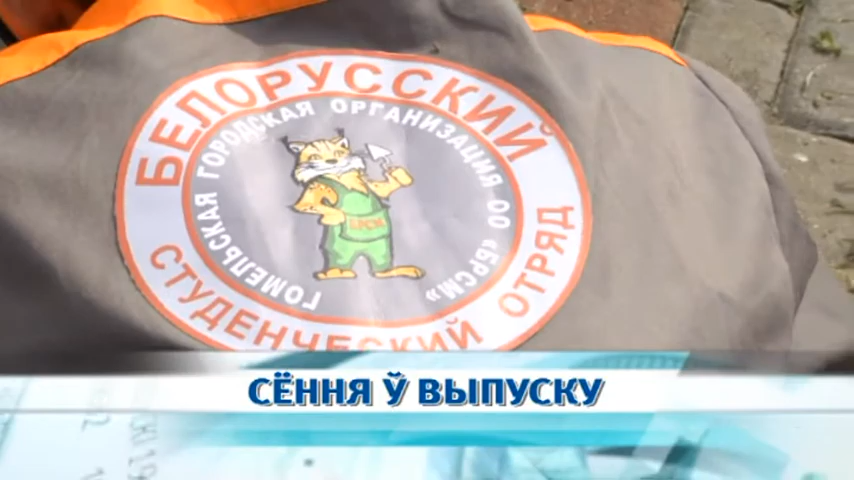 БЕЛОРУССКИЙ
ГОМЕЛЬСКАЯ ГОРОДСКАЯ ОРГАНИЗАЦИЯ ОО «БРСМ»
БРСМ
СТУДЕНЧЕСКИЙ ОТРЯД
СЁННЯ Ў ВЫПУСКУ